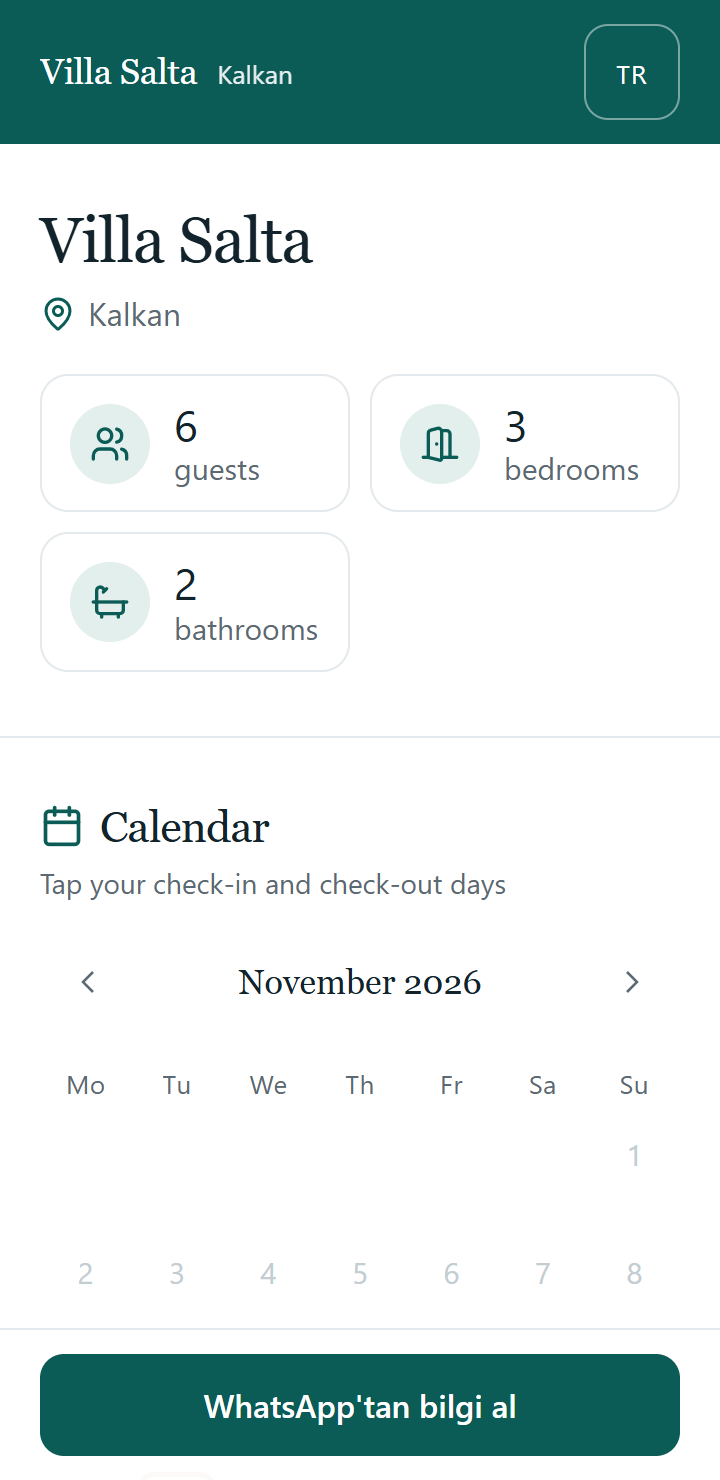 Villa Salta Kalkan
TR
Villa Salta
Kalkan
6
guests
3
bedrooms
2
bathrooms
Calendar
Tap your check-in and check-out days
November 2026
Mo Tu We Th Fr Sa Su
1
2 3 4 5 6 7 8
WhatsApp'tan bilgi al